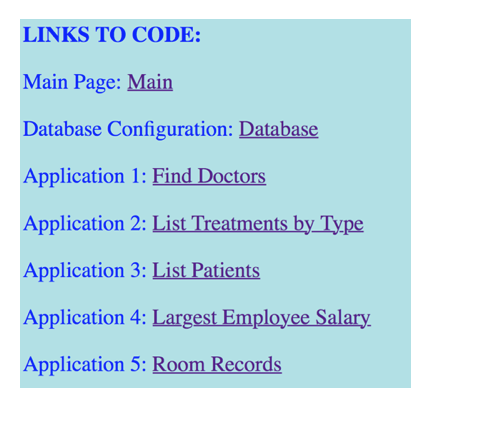 LINKS TO CODE:
Main Page: Main
Database Configuration: Database
Application 1: Find Doctors
Application 2: List Treatments by Type
Application 3: List Patients
Application 4: Largest Employee Salary
Application 5: Room Records